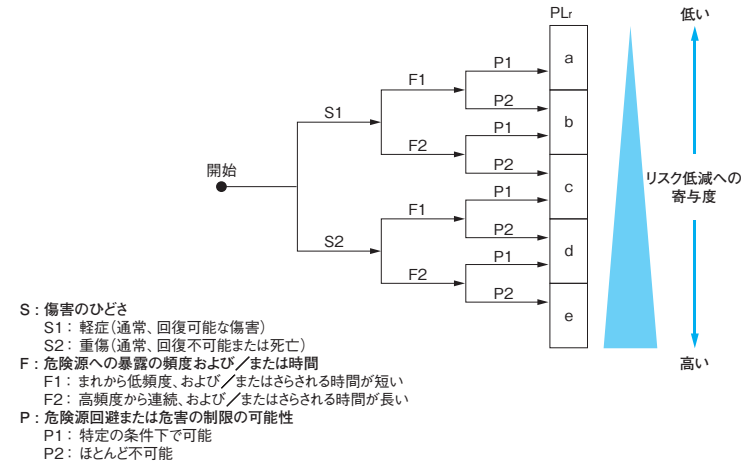 PLr
低い
a
P1
F1
P2
b
S1
P1
F2
P2
開始
c
リスク低減への
寄与度
P1
F1
P2
S2
d
P1
F2
P2
e
高い
S：傷害のひどさ
S1： 軽症（通常、回復可能な傷害）
S2： 重傷（通常、回復不可能または死亡）
F：危険源への暴露の頻度および／または時間
F1： まれから低頻度、および／またはさらされる時間が短い
F2： 高頻度から連続、および／またはさらされる時間が長い
P：危険源回避または危害の制限の可能性
P1： 特定の条件下で可能
P2： ほとんど不可能